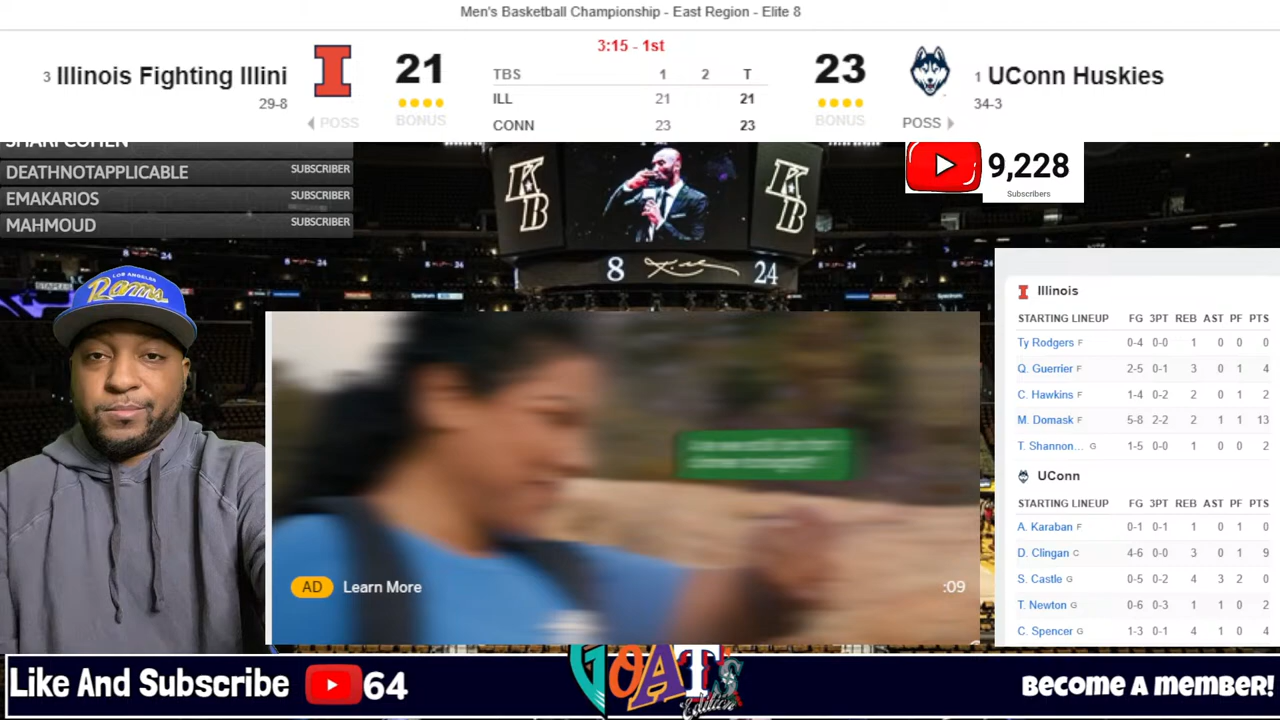 Men's Basketball Championship - East Region - Elite 8
3 Illinois Fighting Illini
29-8
21
BONUS
POSS
3:15 - 1st
TBS 1 2 T
ILL 21 21
CONN 23 23
23
BONUS
1 UConn Huskies
34-3
POSS
SHARPCOHEN
DEATHNOTAPPLICABLE SUBSCRIBER
EMAKARIOS SUBSCRIBER
MAHMOUD SUBSCRIBER
KB
KB
8 24
9,228
Subscribers
LOS ANGELES
Rams
AD Learn More :09
Illinois
STARTING LINEUP FG 3PT REB AST PF PTS
Ty Rodgers F 0-4 0-0 1 0 0 0
Q. Guerrier F 2-5 0-1 3 0 1 4
C. Hawkins F 1-4 0-2 2 0 1 2
M. Domask F 5-8 2-2 2 1 1 13
T. Shannon... G 1-5 0-0 1 0 0 2
UConn
STARTING LINEUP FG 3PT REB AST PF PTS
A. Karaban F 0-1 0-1 1 0 1 0
D. Clingan C 4-6 0-0 3 0 1 9
S. Castle G 0-5 0-2 4 3 2 0
T. Newton G 0-6 0-3 1 1 0 2
C. Spencer G 1-3 0-1 4 1 0 4
Like And Subscribe 64
GOATS
Edition
BECOME A MEMBER!